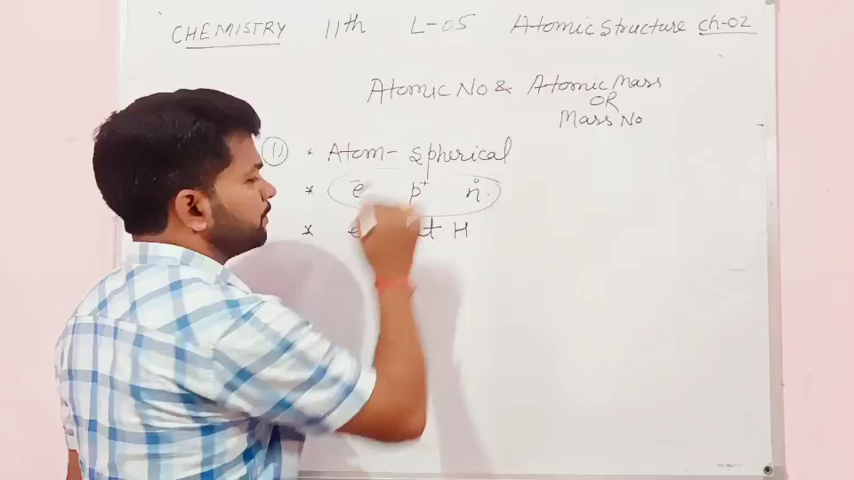 CHEMISTRY 11th L-05 Atomic Structure ch-02
Atomic No & Atomic Mass
OR
Mass No
① * Atom- Spherical
* e⁻ p⁺ n°
* H